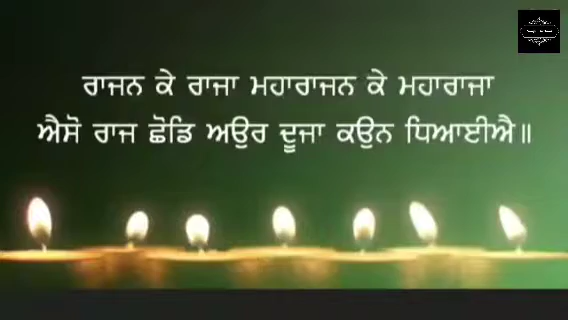 ਰਾਜਨ ਕੇ ਰਾਜਾ ਮਹਾਰਾਜਨ ਕੇ ਮਹਾਰਾਜਾ
ਐਸੋ ਰਾਜ ਛੋਡਿ ਅਉਰ ਦੂਜਾ ਕਉਨ ਧਿਆਈਐ॥